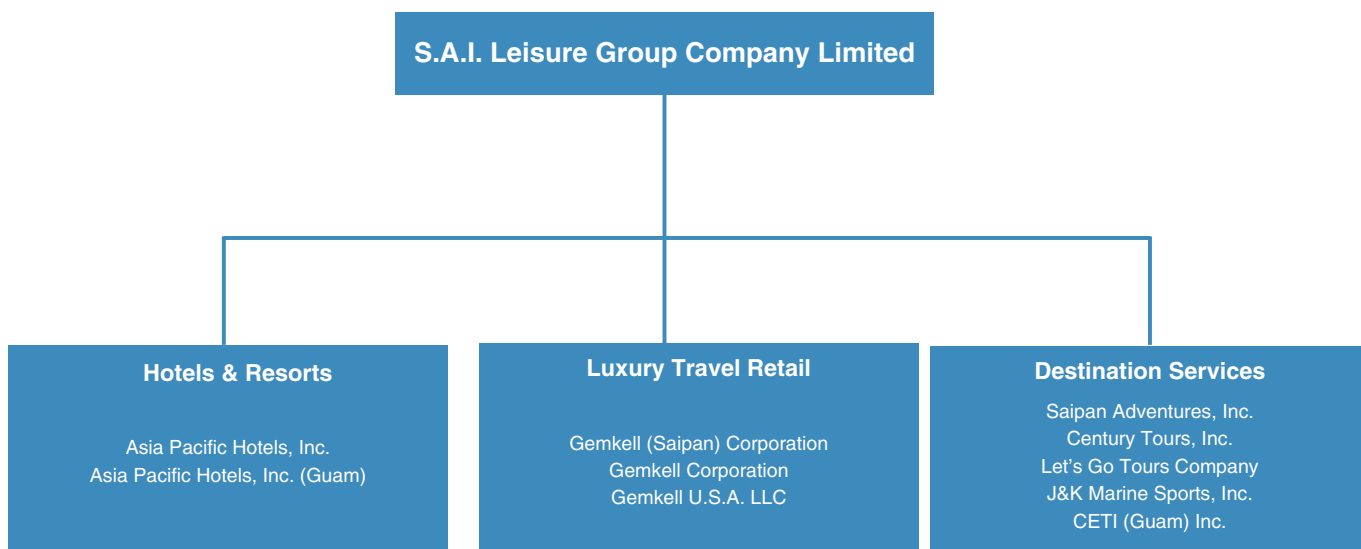 S.A.I. Leisure Group Company Limited
Hotels & Resorts
Asia Pacific Hotels, Inc.
Asia Pacific Hotels, Inc. (Guam)
Luxury Travel Retail
Gemkell (Saipan) Corporation
Gemkell Corporation
Gemkell U.S.A. LLC
Destination Services
Saipan Adventures, Inc.
Century Tours, Inc.
Let's Go Tours Company
J&K Marine Sports, Inc.
CETI (Guam) Inc.